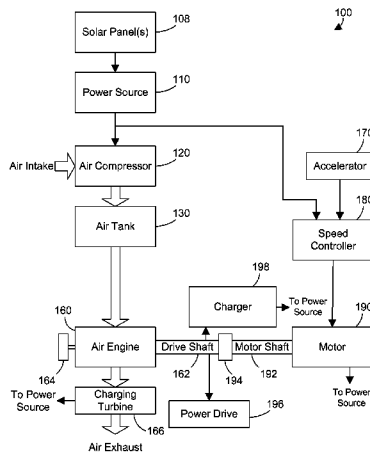 108
100
Solar Panel(s)
110
Power Source
170
120
Air Intake
Air Compressor
Accelerator
130
180
Air Tank
Speed
Controller
198
Charger
To Power
Source
160
190
Air Engine
Drive Shaft
Motor Shaft
Motor
164
162
194
192
To Power
Source
Charging
Turbine
166
Power Drive
196
To Power
Source
Air Exhaust